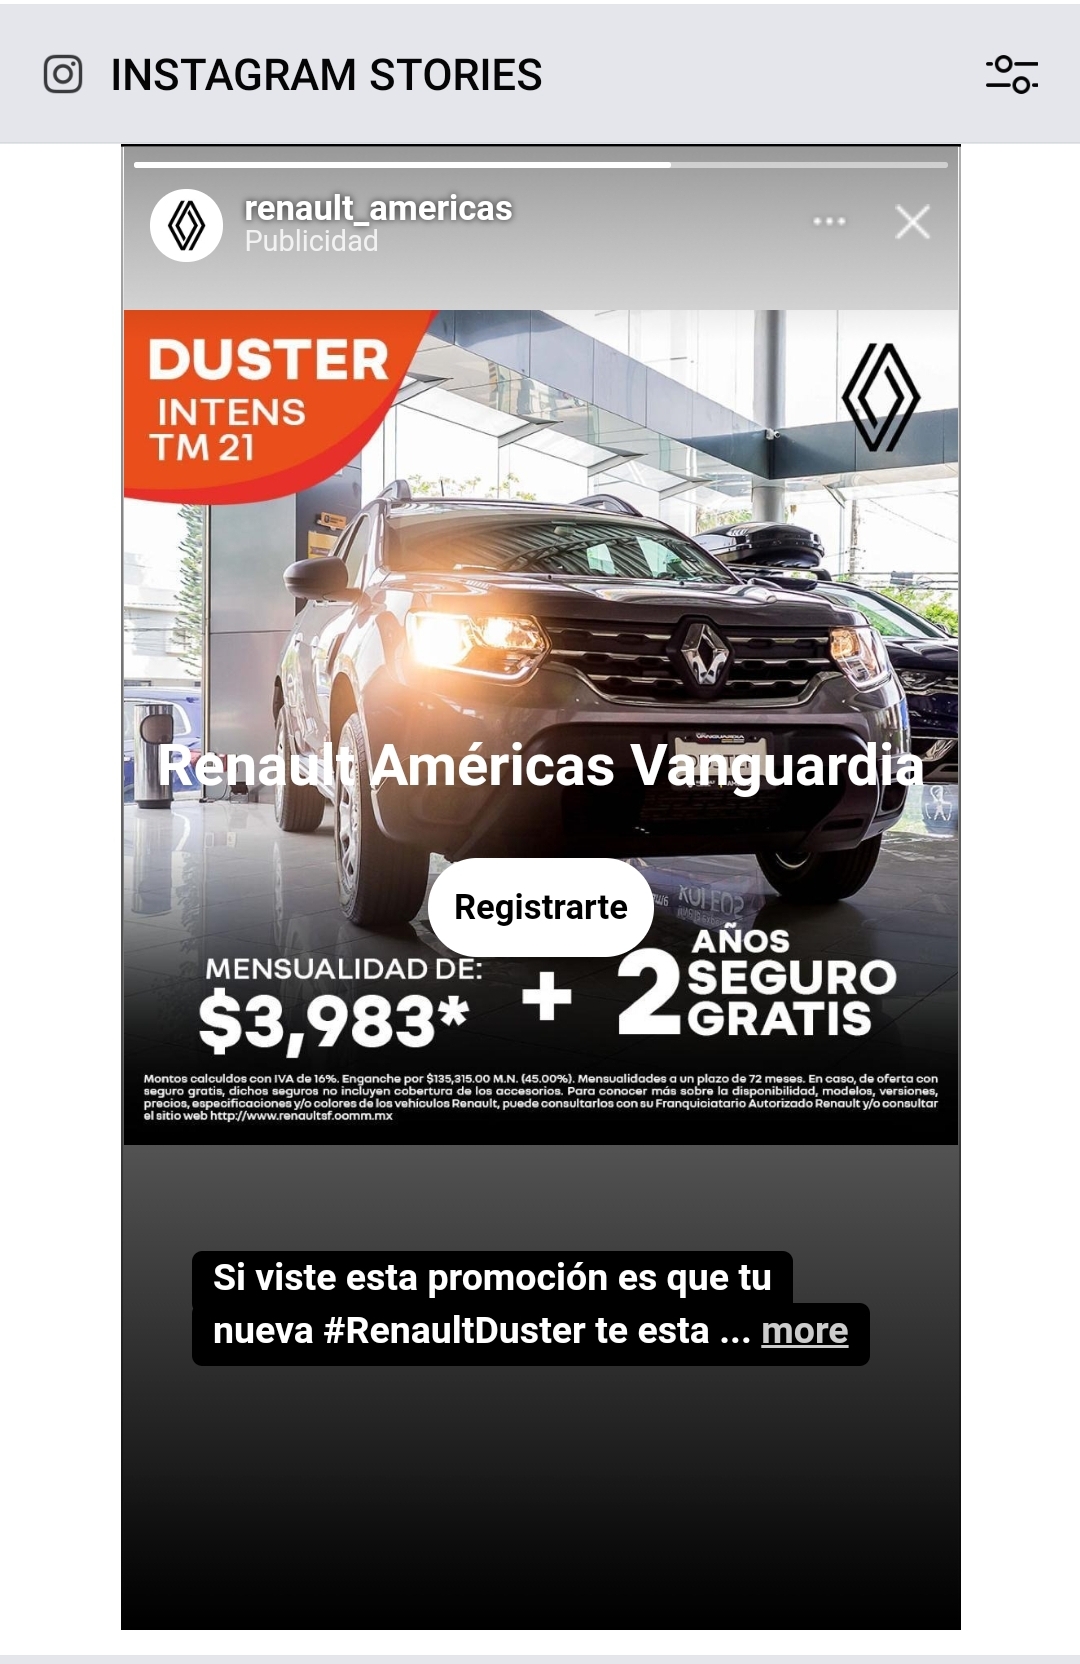 INSTAGRAM STORIES
renault_americas
Publicidad
DUSTER
INTENS
TM 21
Renault Américas Vanguardia
Registrarte
MENSUALIDAD DE:
$3,983*
+
2 AÑOS
SEGURO
GRATIS
Montos calculdos con IVA de 16%. Enganche por $135,315.00 M.N. (45.00%). Mensualidades a un plazo de 72 meses. En caso, de oferta con
seguro gratis, dichos seguros no incluyen cobertura de los accesorios. Para conocer más sobre la disponibilidad, modelos, versiones,
precios, especificaciones y/o colores de los vehículos Renault, puede consultarlos con su Franquiciatario Autorizado Renault y/o consultar
el sitio web http://www.renaultsf.oomm.mx
Si viste esta promoción es que tu
nueva #RenaultDuster te esta ... more